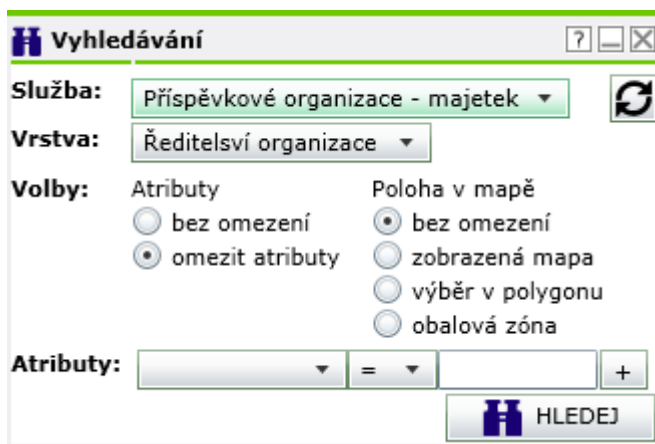 Vyhledávání
Služba: Příspěvkové organizace - majetek
Vrstva: Ředitelsví organizace
Volby: Atributy Poloha v mapě
bez omezení bez omezení
omezit atributy zobrazená mapa
výběr v polygonu
obalová zóna
Atributy: = +
HLEDEJ